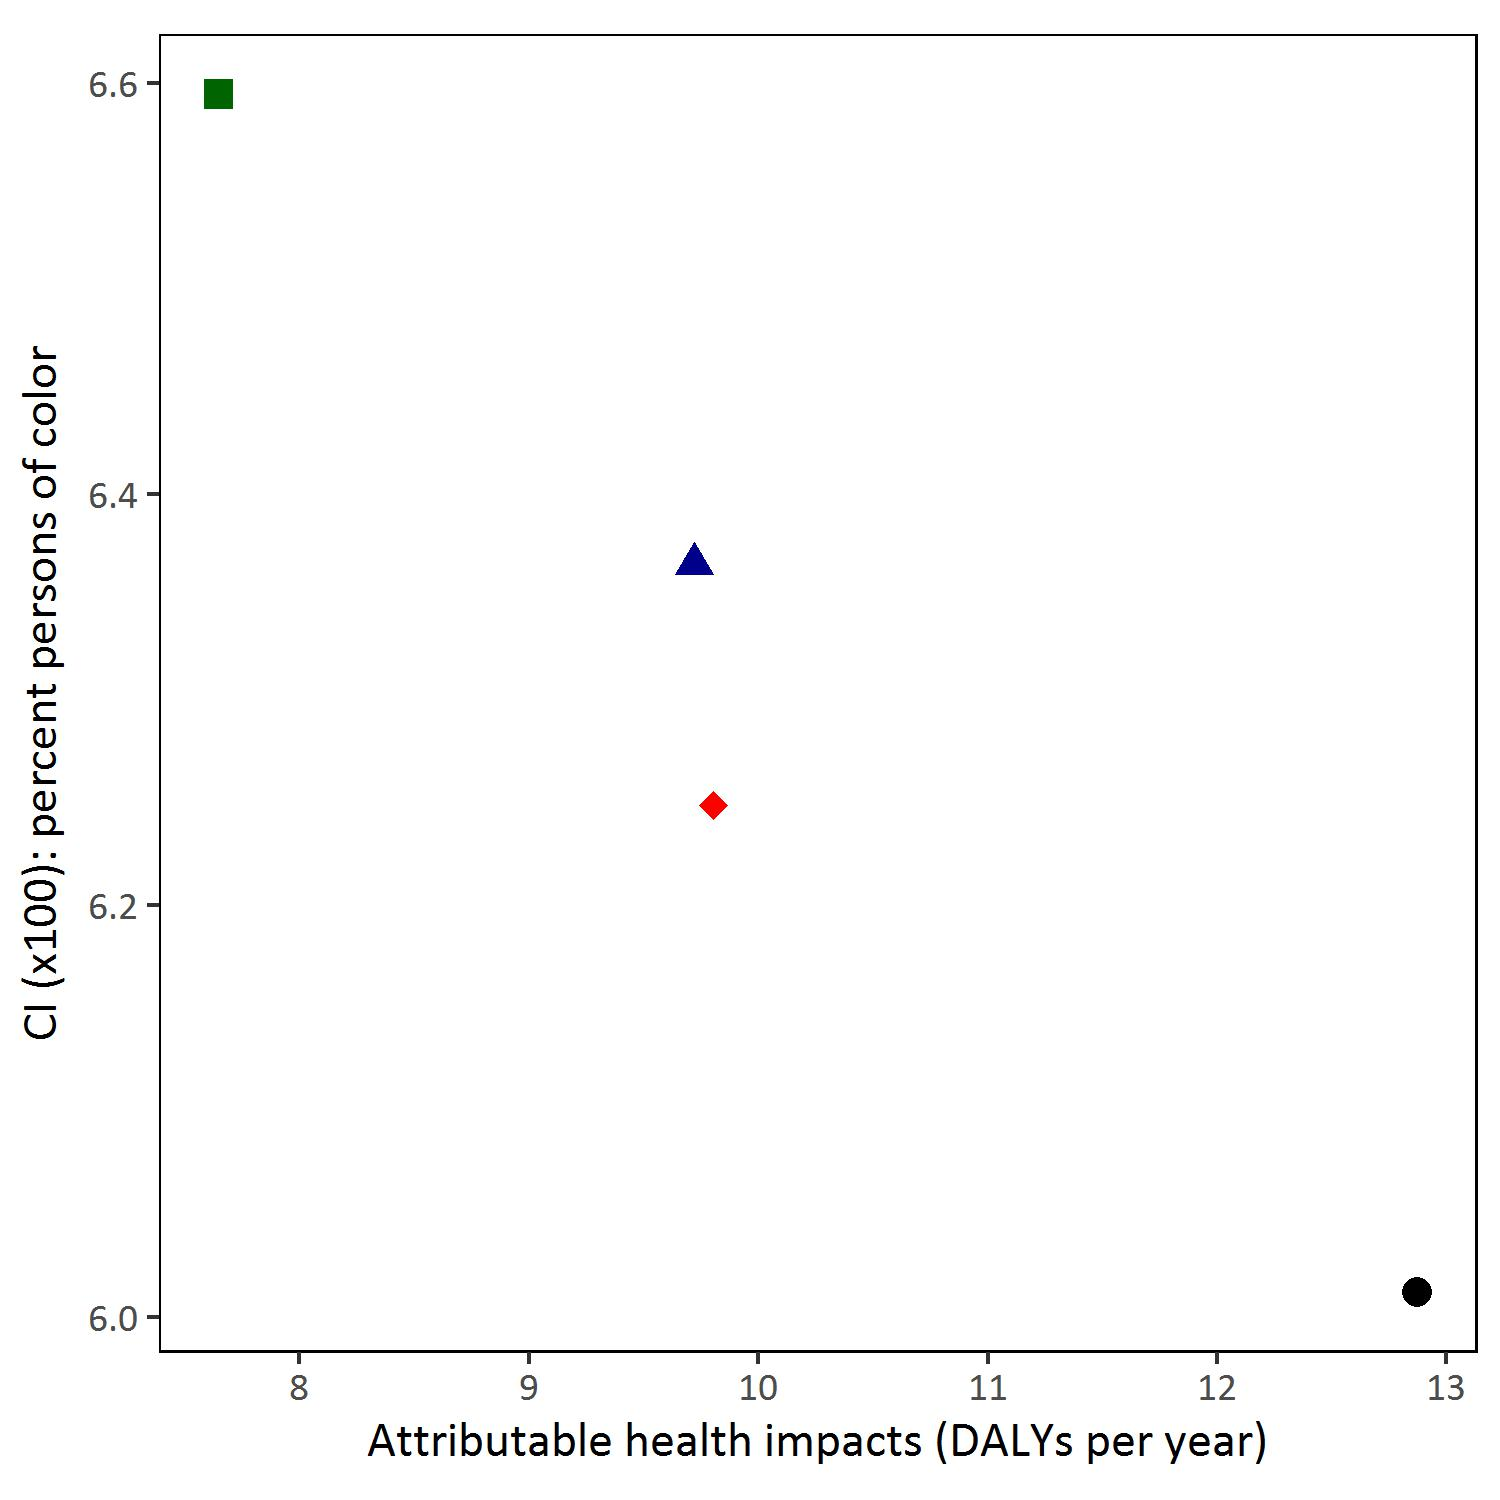 6.6
6.4
6.2
6.0
CI (x100): percent persons of color
8 9 10 11 12 13
Attributable health impacts (DALYs per year)